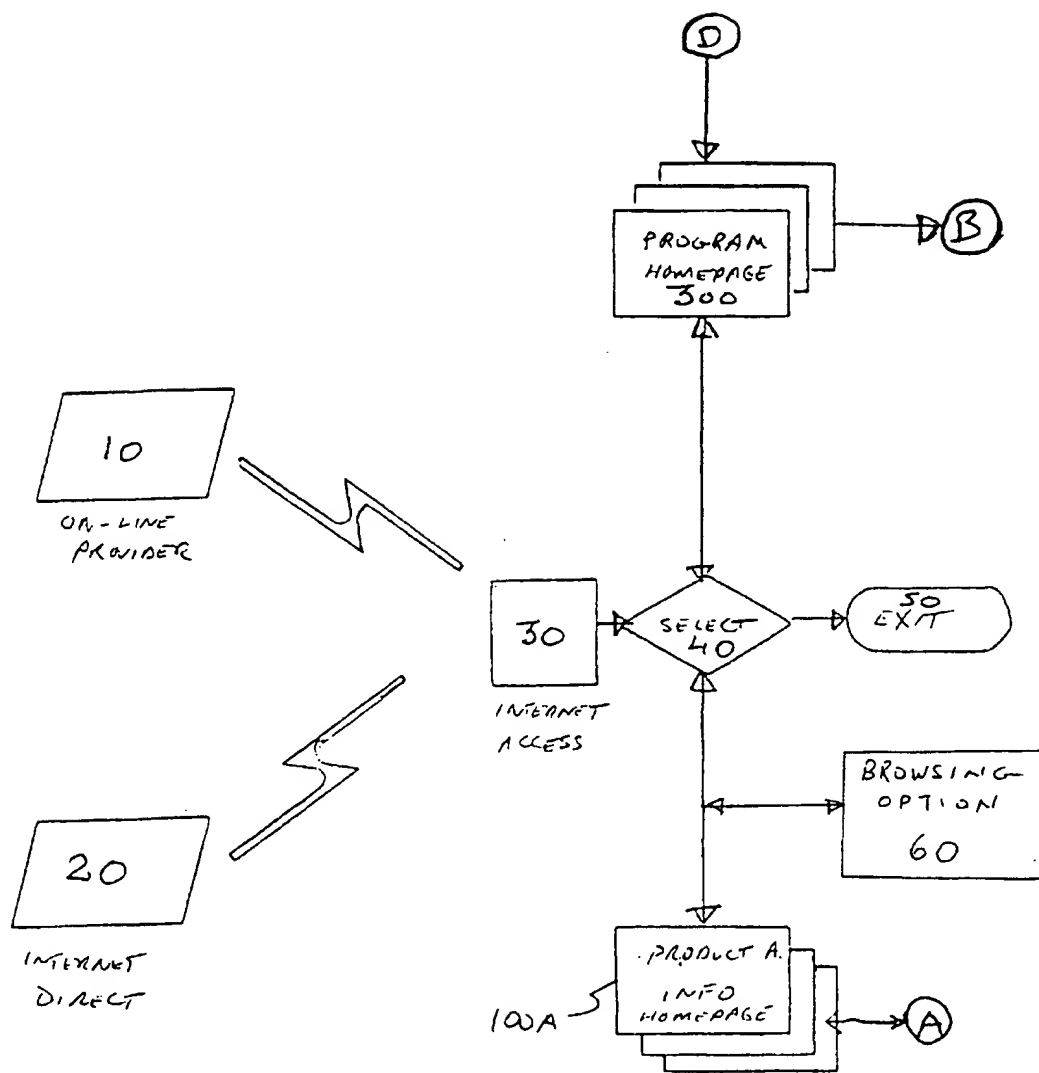 D
PROGRAM
HOMEPAGE
300
B
10
ON-LINE
PROVIDER
30
INTERNET
ACCESS
SELECT
40
50
EXIT
BROWSING
OPTION
60
20
INTERNET
DIRECT
PRODUCT A
INFO
HOMEPAGE
100A
A